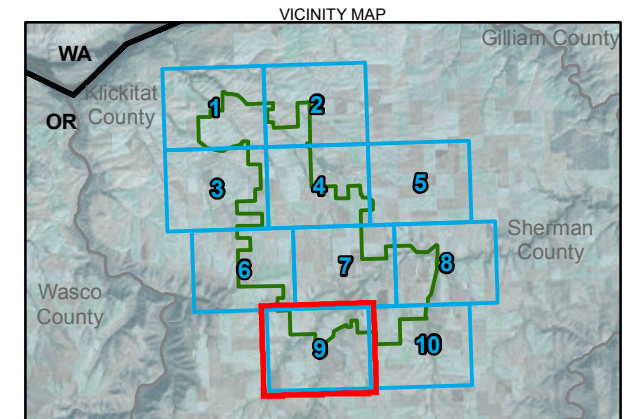 VICINITY MAP
Gilliam County
WA
Klickitat
County
OR
1
2
3
4
5
Sherman
County
6
7
8
Wasco
County
9
10